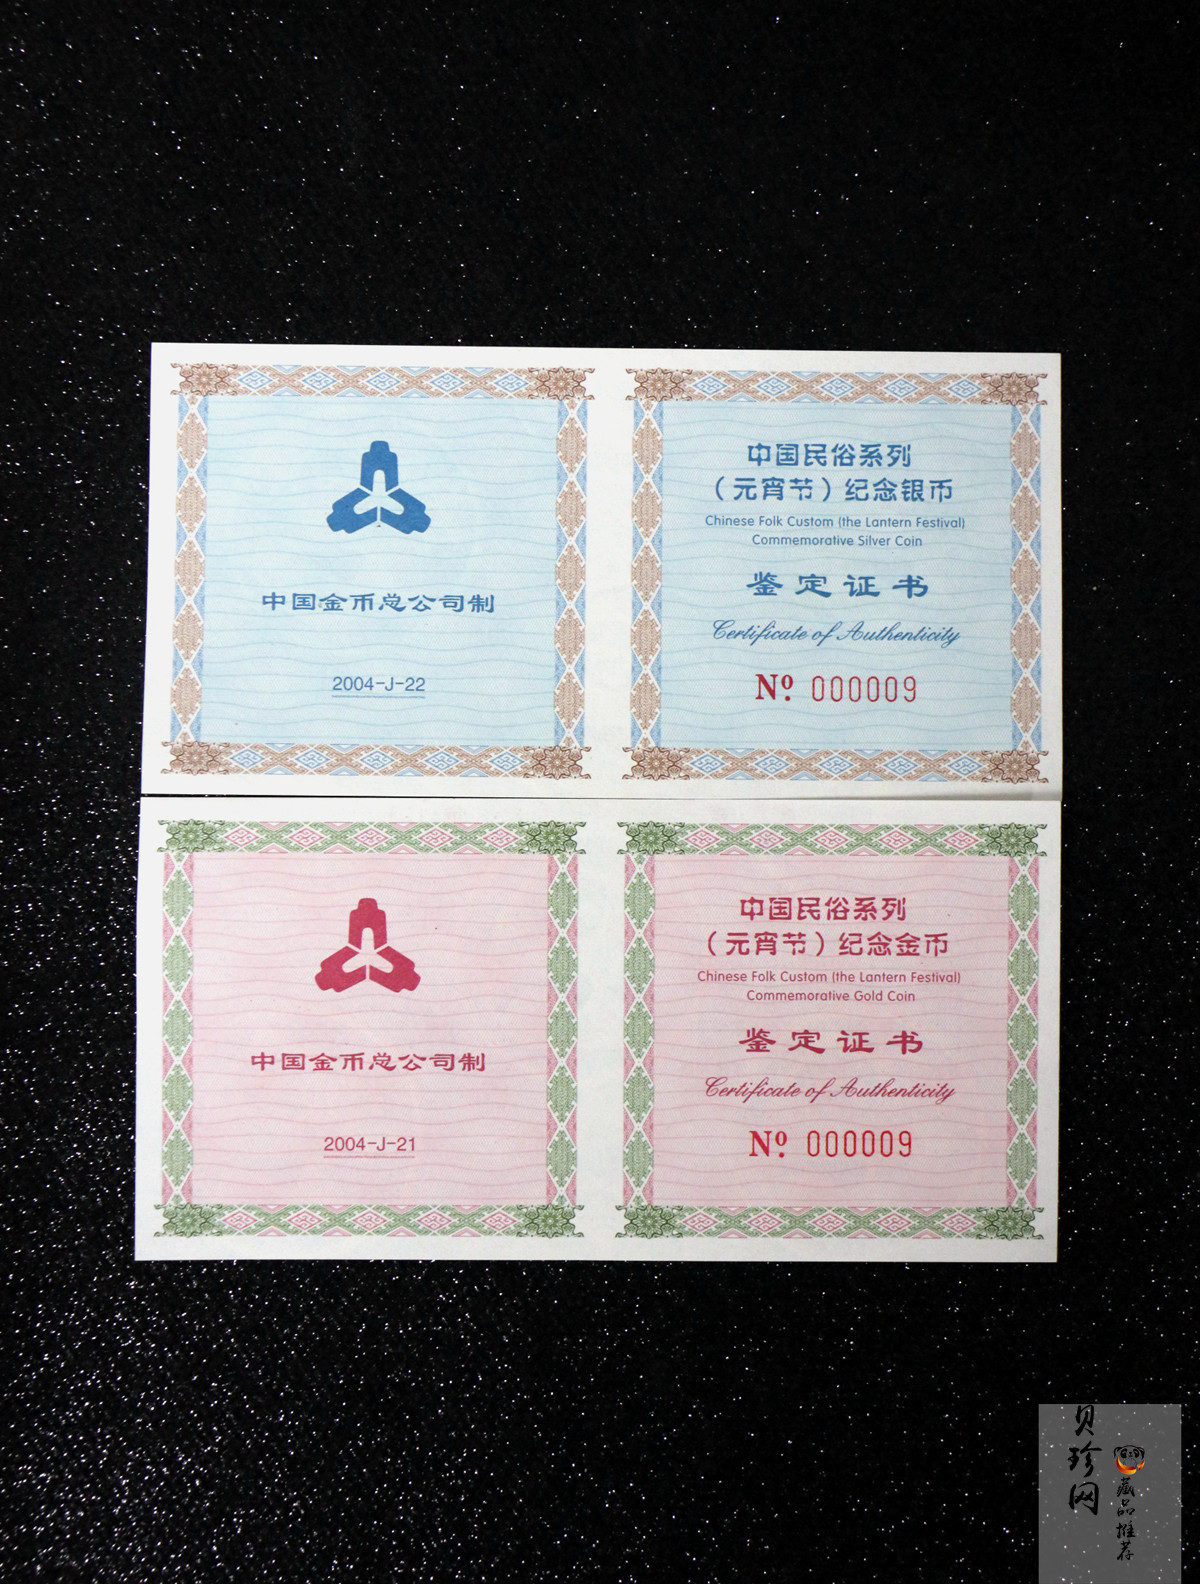 中国金币总公司制
2004-J-22
中国民俗系列
（元宵节）纪念银币
Chinese Folk Custom (the Lantern Festival)
Commemorative Silver Coin
鉴定证书
Certificate of Authenticity
Nº 000009
中国金币总公司制
2004-J-21
中国民俗系列
（元宵节）纪念金币
Chinese Folk Custom (the Lantern Festival)
Commemorative Gold Coin
鉴定证书
Certificate of Authenticity
Nº 000009
贝珍网
藏品推荐